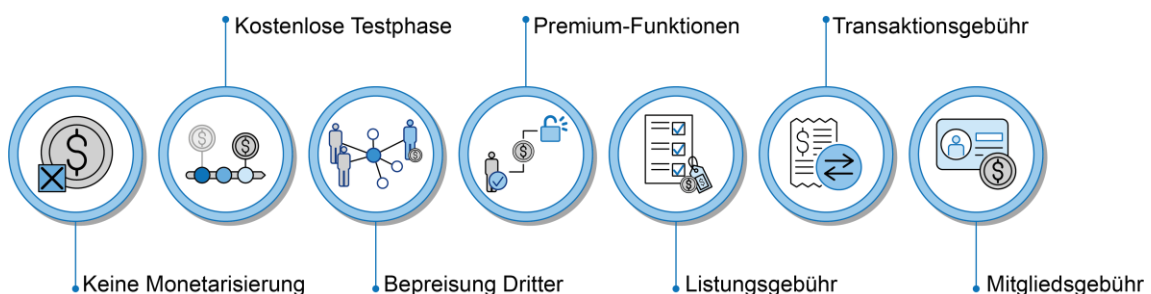 Kostenlose Testphase
Premium-Funktionen
Transaktionsgebühr
$
$
$
$
$
$
$
$
$
$
Keine Monetarisierung
Bepreisung Dritter
Listungsgebühr
Mitgliedsgebühr